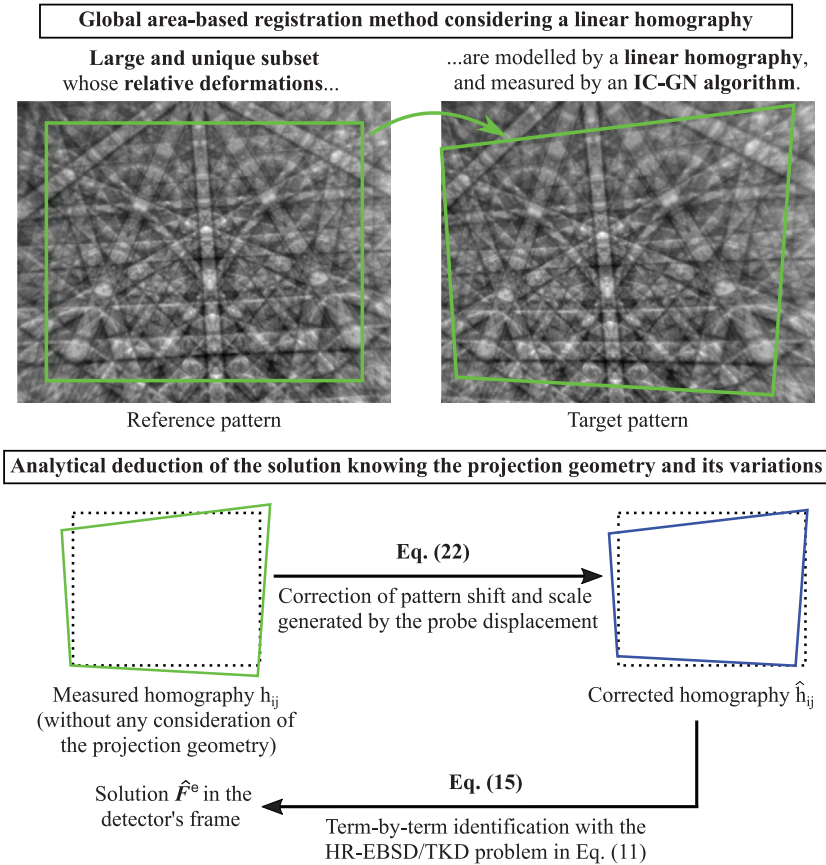 Global area-based registration method considering a linear homography
Large and unique subset
whose relative deformations...
...are modelled by a linear homography,
and measured by an IC-GN algorithm.
Reference pattern
Target pattern
Analytical deduction of the solution knowing the projection geometry and its variations
Eq. (22)
Correction of pattern shift and scale
generated by the probe displacement
Measured homography hij
(without any consideration of
the projection geometry)
Corrected homography ĥij
Eq. (15)
Solution F̂e in the
detector's frame
Term-by-term identification with the
HR-EBSD/TKD problem in Eq. (11)